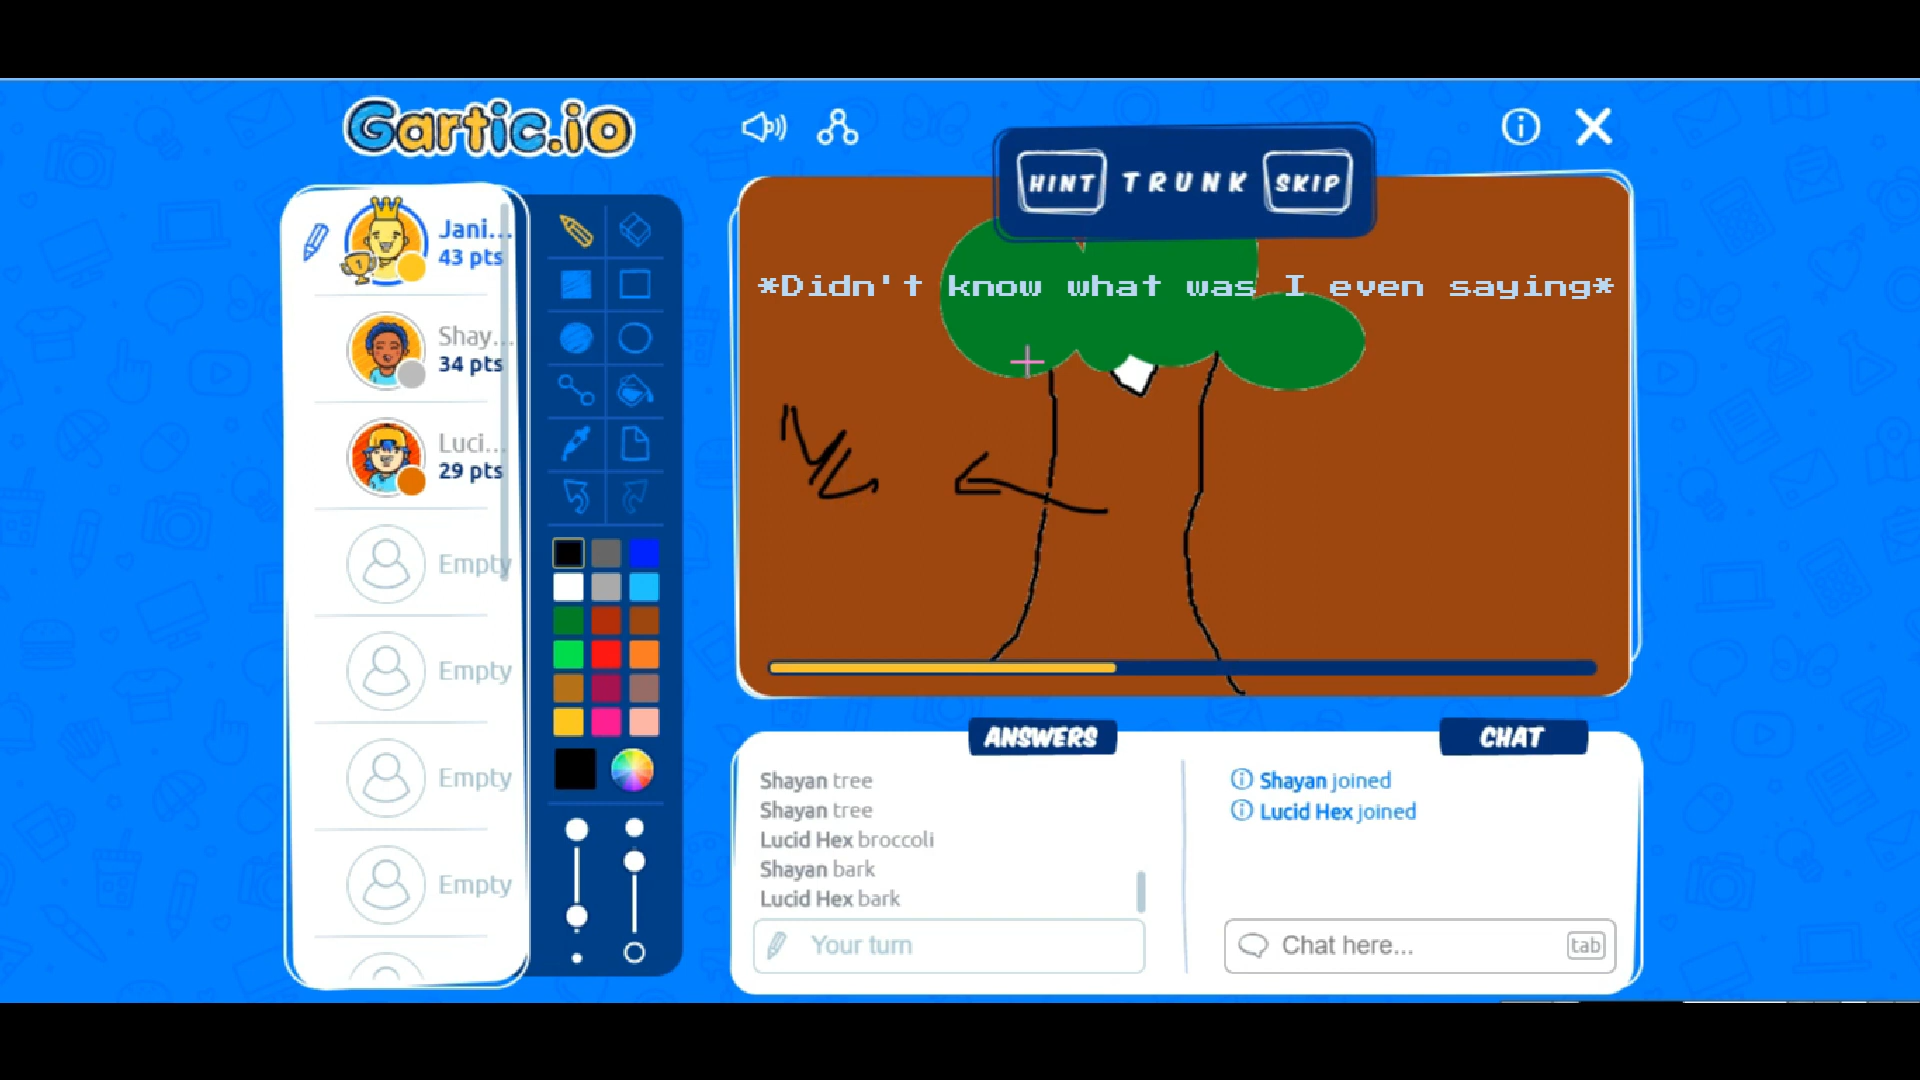 Gartic.io
HINT TRUNK SKIP
Jani...
43 pts
Shay...
34 pts
Luci...
29 pts
Empty
Empty
Empty
Empty
*Didn't know what was I even saying*
ANSWERS
Shayan tree
Shayan tree
Lucid Hex broccoli
Shayan bark
Lucid Hex bark
Your turn
CHAT
Shayan joined
Lucid Hex joined
Chat here...
tab